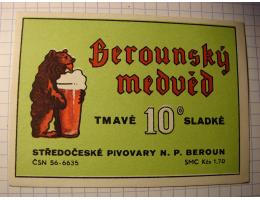 Berounský
medvěd
TMAVÉ 10° SLADKÉ
STŘEDOČESKÉ PIVOVARY N. P. BEROUN
ČSN 56-6635 SMC Kčs 1,70